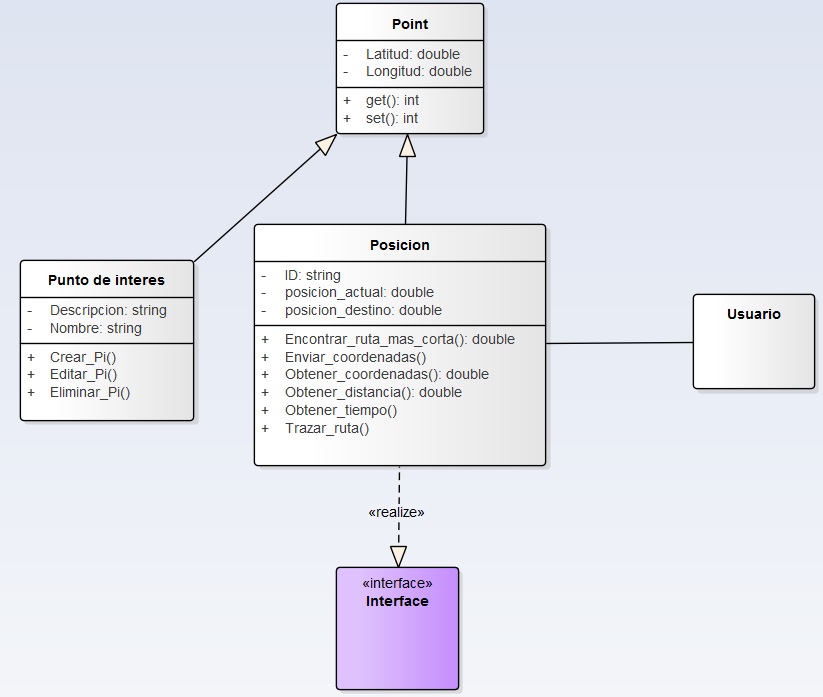 Point
- Latitud: double
- Longitud: double
+ get(): int
+ set(): int
Punto de interes
- Descripcion: string
- Nombre: string
+ Crear_Pi()
+ Editar_Pi()
+ Eliminar_Pi()
Posicion
- ID: string
- posicion_actual: double
- posicion_destino: double
+ Encontrar_ruta_mas_corta(): double
+ Enviar_coordenadas()
+ Obtener_coordenadas(): double
+ Obtener_distancia(): double
+ Obtener_tiempo()
+ Trazar_ruta()
Usuario
«realize»
«interface»
Interface